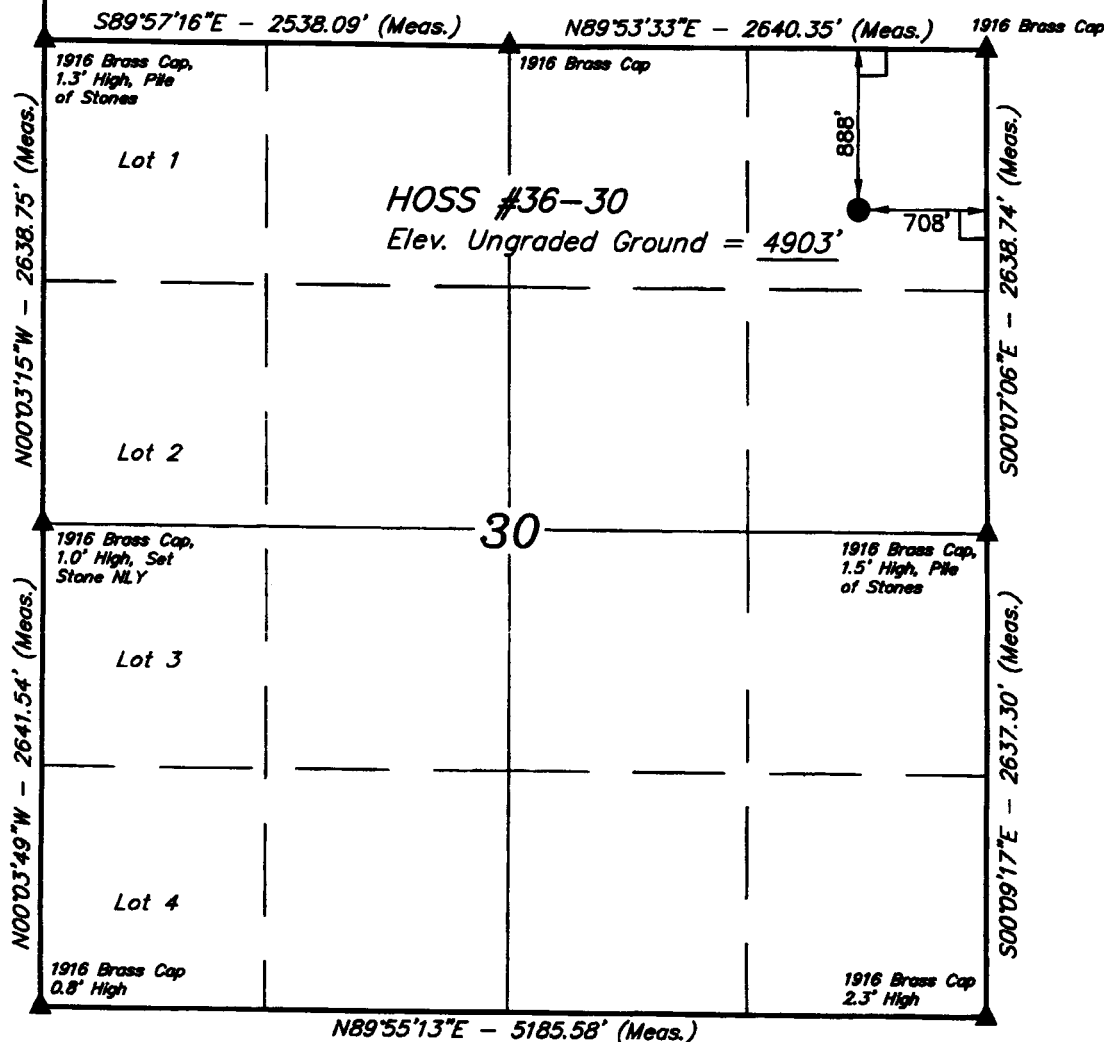 S89°57'16"E - 2538.09' (Meas.)
N89°53'33"E - 2640.35' (Meas.)
1916 Brass Cap
1916 Brass Cap,
1.3' High, Pile
of Stones
1916 Brass Cap
N00°03'15"W - 2638.75' (Meas.)
Lot 1
888'
HOSS #36-30
708'
Elev. Ungraded Ground = 4903'
S00°07'06"E - 2638.74' (Meas.)
Lot 2
30
1916 Brass Cap,
1.0' High, Set
Stone NLY
1916 Brass Cap,
1.5' High, Pile
of Stones
N00°03'49"W - 2641.54' (Meas.)
Lot 3
S00°09'17"E - 2637.30' (Meas.)
Lot 4
1916 Brass Cap
0.8' High
1916 Brass Cap
2.3' High
N89°55'13"E - 5185.58' (Meas.)